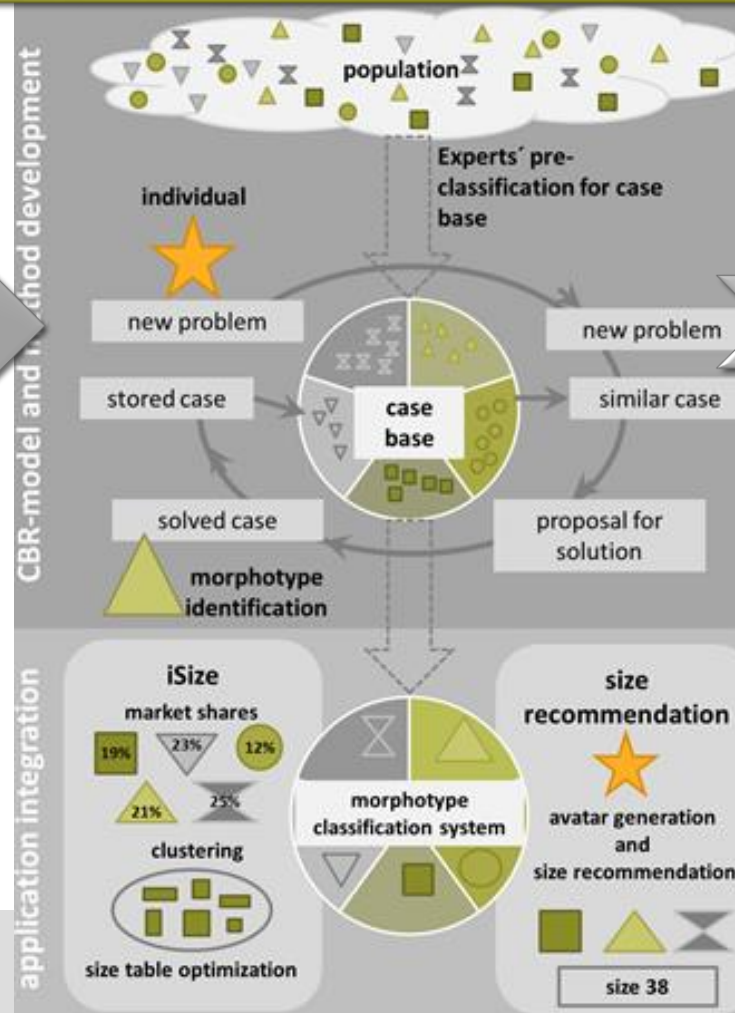 CBR-model and method development
population
Experts´ pre-
classification for case
base
individual
new problem
new problem
stored case
case
base
similar case
solved case
proposal for
solution
morphotype
identification
application integration
iSize
market shares
19%
23%
12%
21%
25%
clustering
size table optimization
morphotype
classification system
size
recommendation
avatar generation
and
size recommendation
size 38